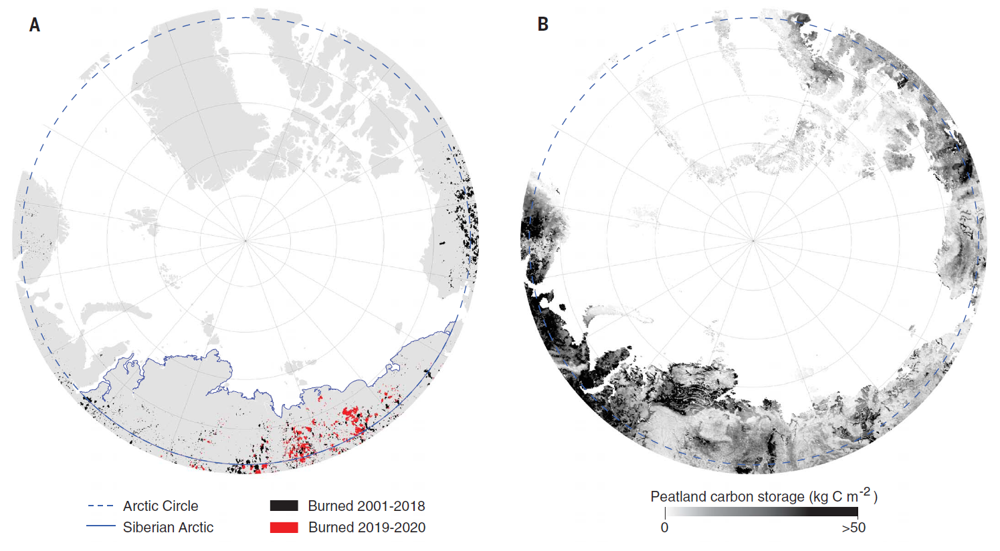 A
B
Arctic Circle
Siberian Arctic
Burned 2001-2018
Burned 2019-2020
Peatland carbon storage (kg C m-2)
0
>50